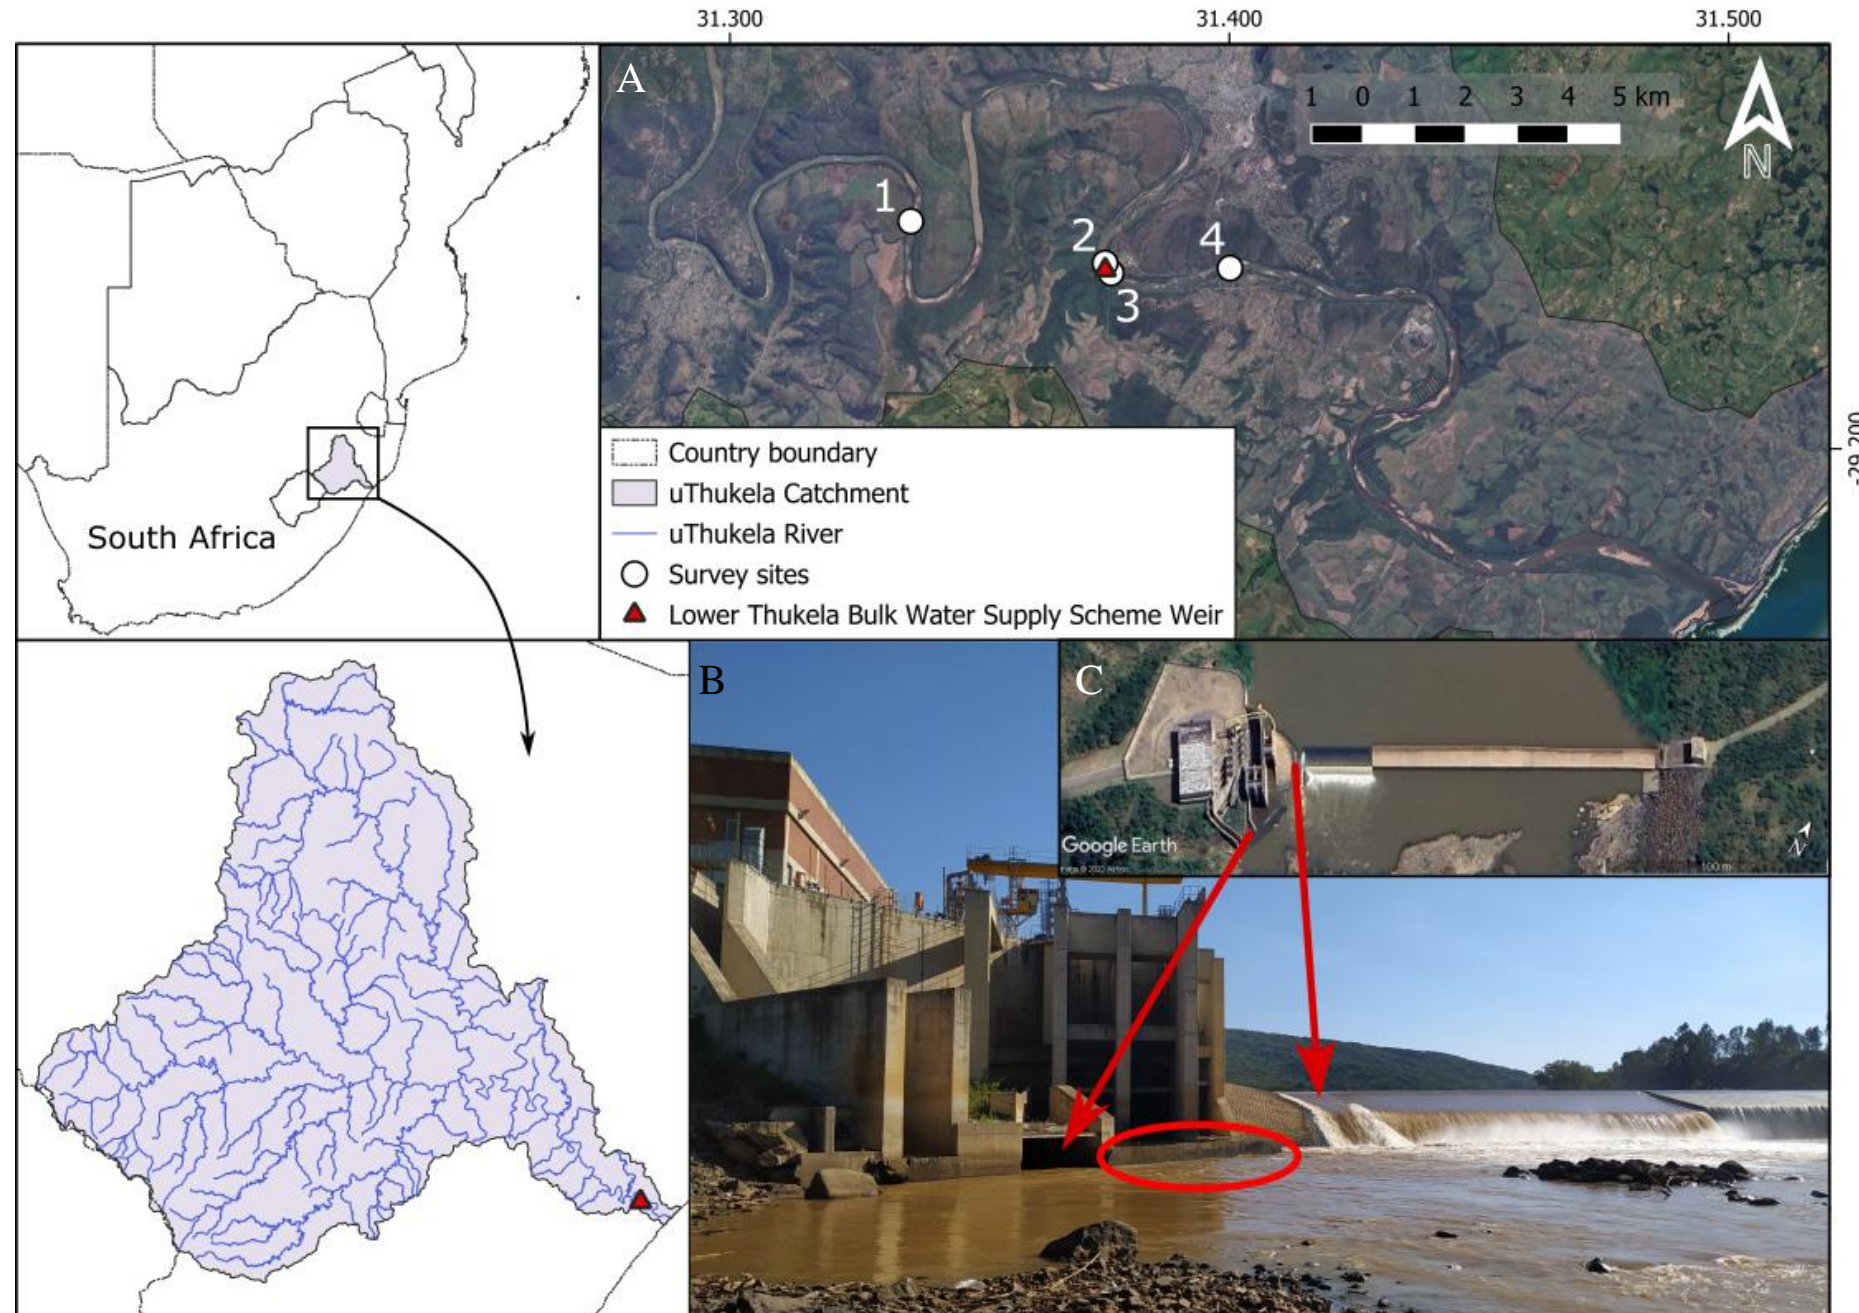 31.300
31.400
31.500
A
1 0 1 2 3 4 5 km
N
1
2
4
3
-29.200
South Africa
Country boundary
uThukela Catchment
uThukela River
Survey sites
Lower Thukela Bulk Water Supply Scheme Weir
B
C
Google Earth
100 m
N